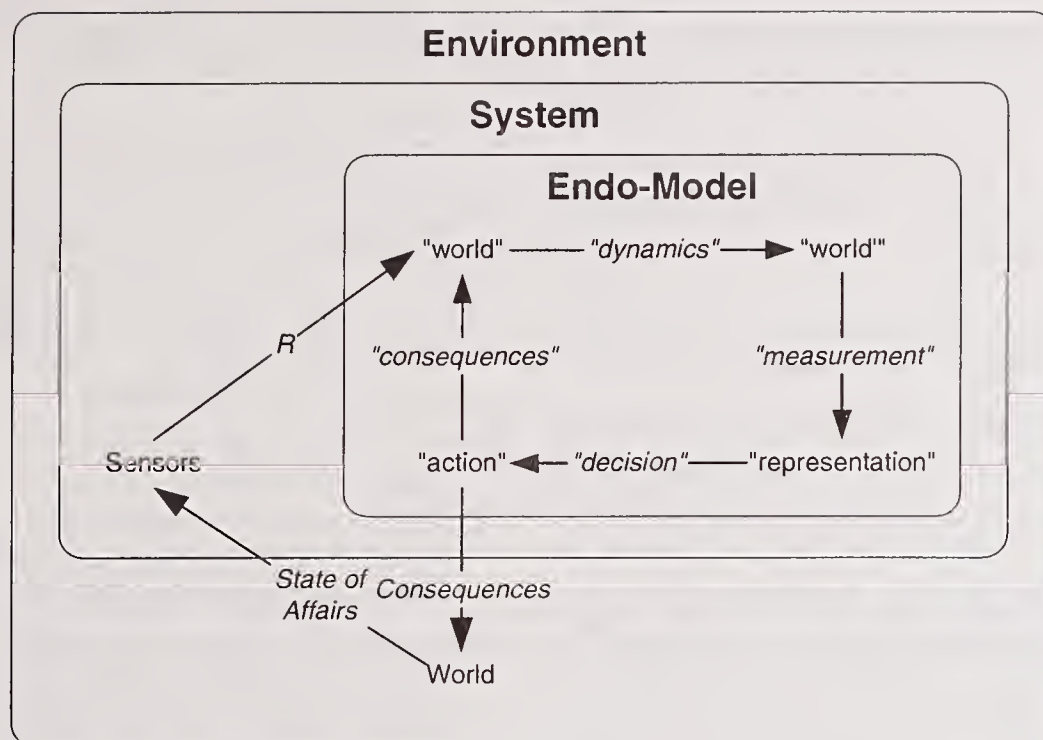 Environment
System
Endo-Model
"world" "dynamics" "world'"
R "consequences" "measurement"
Sensors "action" "decision" "representation"
State of
Affairs
Consequences
World